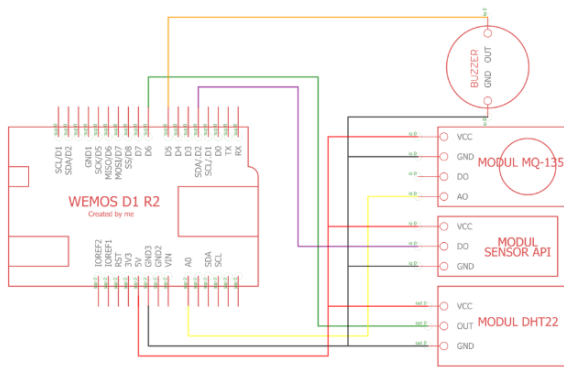 BUZZER
GND OUT
SCL/D1
SDA/D2
GND1
SCK/D5
MISO/D6
MOSI/D7
SS/D8
D7
D6
D5
D4
D3
SDA/.D2
SCL/.D1
D0
TX
RX
WEMOS D1 R2
Created by me
IOREF2
IOREF1
RST
3V3
5V
GND3
GND2
VIN
A0
SDA
SCL
VCC
GND
MODUL MQ-135
DO
AO
VCC
DO
GND
MODUL
SENSOR API
VCC
OUT
GND
MODUL DHT22